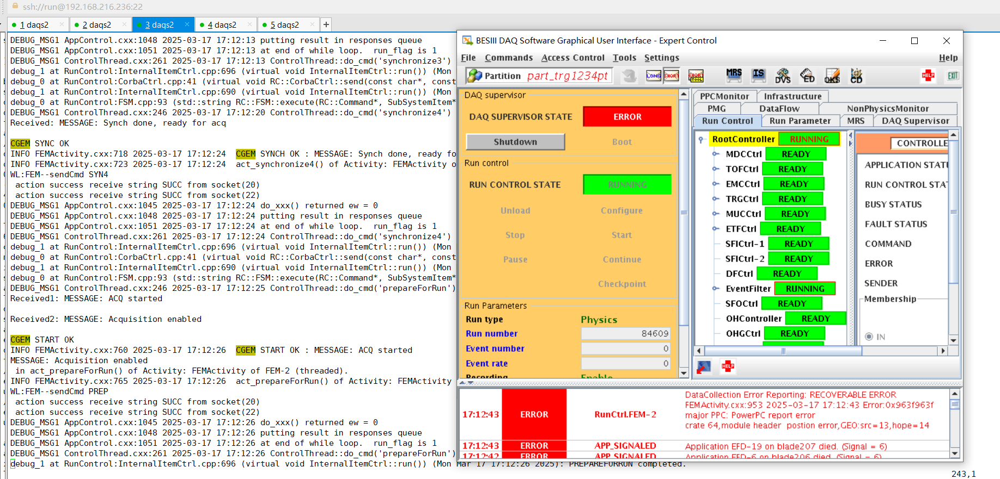 ssh://run@192.168.216.236:22
1 daqs2
2 daqs2
3 daqs2
4 daqs2
5 daqs2
DEBUG_MSG1 AppControl.cxx:1048 2025-03-17 17:12:13 putting result in responses queue
DEBUG_MSG1 AppControl.cxx:1051 2025-03-17 17:12:13 at end of while loop.  run_flag is 1
DEBUG_MSG1 ControlThread.cxx:261 2025-03-17 17:12:13 ControlThread::do_cmd('synchronize3')
debug_1 at RunControl:InternalItemCtrl.cpp:696 (virtual void InternalItemCtrl::run()) (Mon
debug_0 at RunControl:CorbaCtrl.cpp:41 (virtual void RC::CorbaCtrl::send(const char*, const
debug_1 at RunControl:InternalItemCtrl.cpp:690 (virtual void InternalItemCtrl::run()) (Mon
debug_0 at RunControl:FSM.cpp:93 (std::string RC::FSM::execute(RC::Command*, SubSystemItem*
DEBUG_MSG1 ControlThread.cxx:246 2025-03-17 17:12:20 ControlThread::do_cmd('synchronize4')
Received: MESSAGE: Synch done, ready for acq
CGEM SYNC OK
INFO FEMActivity.cxx:718 2025-03-17 17:12:24  CGEM SYNCH OK : MESSAGE: Synch done, ready fo
INFO FEMActivity.cxx:723 2025-03-17 17:12:24  act_synchronize4() of Activity: FEMActivity o
WL:FEM--sendCmd SYN4
action success receive string SUCC from socket(20)
action success receive string SUCC from socket(22)
DEBUG_MSG1 AppControl.cxx:1045 2025-03-17 17:12:24 do_xxx() returned ew = 0
DEBUG_MSG1 AppControl.cxx:1048 2025-03-17 17:12:24 putting result in responses queue
DEBUG_MSG1 AppControl.cxx:1051 2025-03-17 17:12:24 at end of while loop.  run_flag is 1
DEBUG_MSG1 ControlThread.cxx:261 2025-03-17 17:12:24 ControlThread::do_cmd('synchronize4')
debug_1 at RunControl:InternalItemCtrl.cpp:696 (virtual void InternalItemCtrl::run()) (Mon
debug_0 at RunControl:CorbaCtrl.cpp:41 (virtual void RC::CorbaCtrl::send(const char*, const
debug_1 at RunControl:InternalItemCtrl.cpp:690 (virtual void InternalItemCtrl::run()) (Mon
debug_0 at RunControl:FSM.cpp:93 (std::string RC::FSM::execute(RC::Command*, SubSystemItem*
DEBUG_MSG1 ControlThread.cxx:246 2025-03-17 17:12:25 ControlThread::do_cmd('prepareForRun')
Received1: MESSAGE: ACQ started
Received2: MESSAGE: Acquisition enabled
CGEM START OK
INFO FEMActivity.cxx:760 2025-03-17 17:12:26  CGEM START OK : MESSAGE: ACQ started
MESSAGE: Acquisition enabled
in act_prepareForRun() of Activity: FEMActivity of FEM-2 (threaded).
INFO FEMActivity.cxx:765 2025-03-17 17:12:26  act_prepareForRun() of Activity: FEMActivity
WL:FEM--sendCmd PREP
action success receive string SUCC from socket(20)
action success receive string SUCC from socket(22)
DEBUG_MSG1 AppControl.cxx:1045 2025-03-17 17:12:26 do_xxx() returned ew = 0
DEBUG_MSG1 AppControl.cxx:1048 2025-03-17 17:12:26 putting result in responses queue
DEBUG_MSG1 AppControl.cxx:1051 2025-03-17 17:12:26 at end of while loop.  run_flag is 1
DEBUG_MSG1 ControlThread.cxx:261 2025-03-17 17:12:26 ControlThread::do_cmd('prepareForRun')
debug_1 at RunControl:InternalItemCtrl.cpp:696 (virtual void InternalItemCtrl::run()) (Mon Mar 17 17:12:26 2025): PREPAREFORRUN completed.
243,1
BESIII DAQ Software Graphical User Interface - Expert Control
File Commands Access Control Tools Settings Help
Partition part_trg1234pt
LONG SHORT SHORT TOOL MRS IS DVS ED OKS CD HELP EXIT
DAQ supervisor
DAQ SUPERVISOR STATE ERROR
Shutdown Boot
Run control
RUN CONTROL STATE RUNNING
Unload Configure
Stop Start
Pause Continue
Checkpoint
Run Parameters
Run type Physics
Run number 84609
Event number 0
Event rate 0
Recording Enable
PPCMonitor Infrastructure
PMG DataFlow NonPhysicsMonitor
Run Control Run Parameter MRS DAQ Supervisor
RootController RUNNING
MDCCtrl READY
TOFCtrl READY
EMCCtrl READY
TRGCtrl READY
MUCCtrl READY
ETFCtrl READY
SFICtrl-1 READY
SFICtrl-2 READY
DFCtrl READY
EventFilter RUNNING
SFOCtrl READY
OHController READY
OHGCtrl READY
CONTROLLE
APPLICATION STATU
RUN CONTROL STAT
BUSY STATUS
FAULT STATUS
COMMAND
ERROR
SENDER
Membership
IN
HELP
17:12:43 ERROR RunCtrl.FEM-2
DataCollection Error Reporting: RECOVERABLE ERROR
FEMActivity.cxx:953 2025-03-17 17:12:43 Error:0x963f963f
major PPC: PowerPC report error
crate 64,module header  postion error,GEO:src=13,hope=14
17:12:43 ERROR APP_SIGNALED Application EFD-19 on blade207 died. (Signal = 6)
17:12:42 ERROR APP_SIGNALED Application EFD-6 on blade206 died. (Signal = 6)